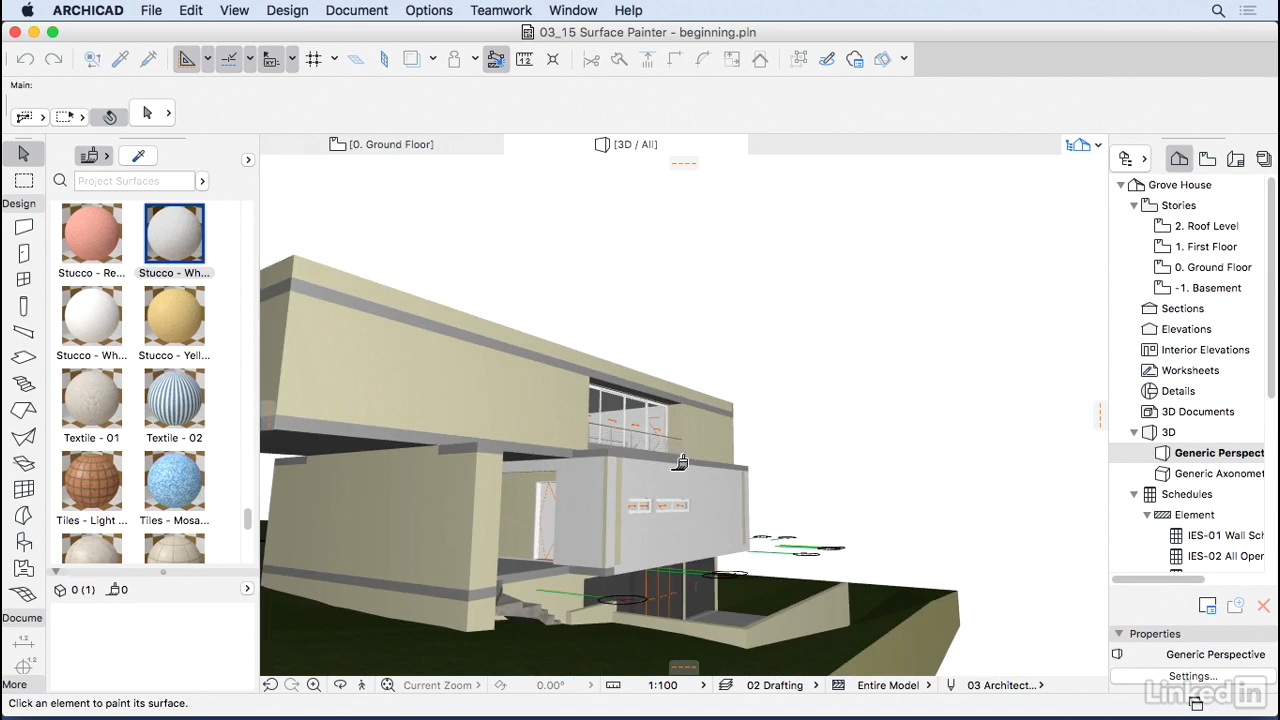 ARCHICAD File Edit View Design Document Options Teamwork Window Help
03_15 Surface Painter - beginning.pln
Main:
[0. Ground Floor]
[3D / All]
Project Surfaces
Design
Stucco - Re...
Stucco - Wh...
Stucco - Wh...
Stucco - Yell...
Textile - 01
Textile - 02
Tiles - Light ...
Tiles - Mosa...
0 (1)
0
Docume
More
Grove House
Stories
2. Roof Level
1. First Floor
0. Ground Floor
-1. Basement
Sections
Elevations
Interior Elevations
Worksheets
Details
3D Documents
3D
Generic Perspect
Generic Axonomet
Schedules
Element
IES-01 Wall Sch
IES-02 All Open
Properties
Generic Perspective
Settings...
Current Zoom
0.00°
1:100
02 Drafting
Entire Model
03 Architect...
Click an element to paint its surface.
Linked in